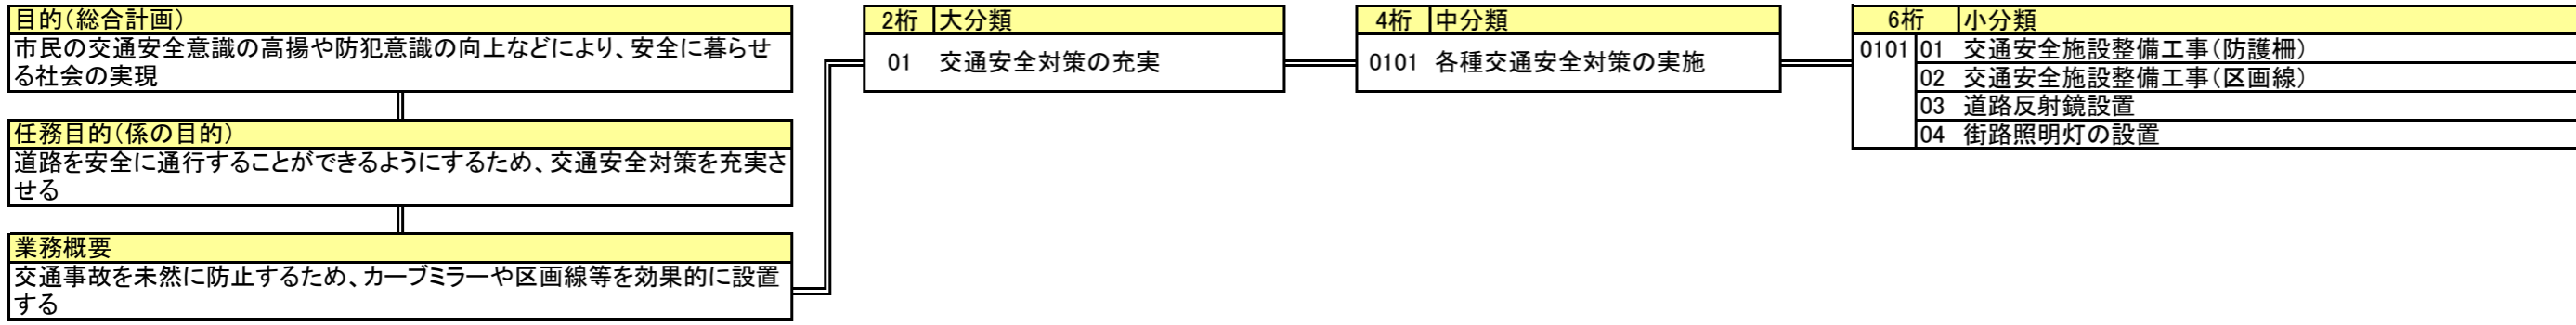 目的(総合計画)
市民の交通安全意識の高揚や防犯意識の向上などにより、安全に暮らせ
る社会の実現
任務目的(係の目的)
道路を安全に通行することができるようにするため、交通安全対策を充実さ
せる
業務概要
交通事故を未然に防止するため、カーブミラーや区画線等を効果的に設置
する
2桁 大分類
01 交通安全対策の充実
4桁 中分類
0101 各種交通安全対策の実施
6桁 小分類
0101 01 交通安全施設整備工事(防護柵)
02 交通安全施設整備工事(区画線)
03 道路反射鏡設置
04 街路照明灯の設置